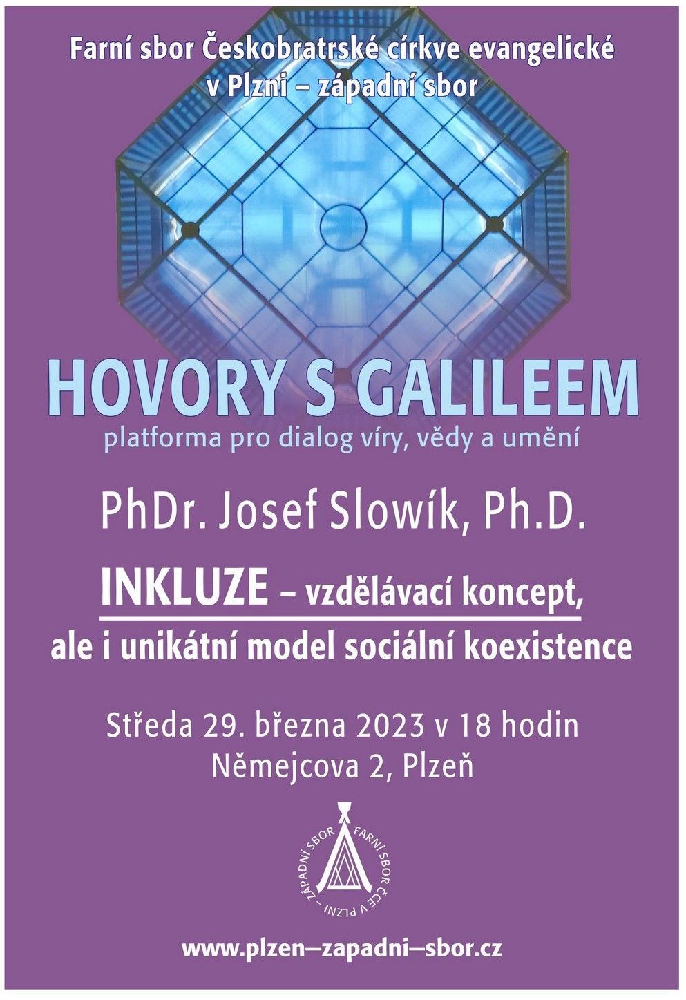 Farní sbor Českobratrské církve evangelické
v Plzni – západní sbor
HOVORY S GALILEEM
platforma pro dialog víry, vědy a umění
PhDr. Josef Slowík, Ph.D.
INKLUZE – vzdělávací koncept,
ale i unikátní model sociální koexistence
Středa 29. března 2023 v 18 hodin
Němejcova 2, Plzeň
FARNÍ SBOR ČCE V PLZNI – ZÁPADNÍ SBOR
www.plzen–zapadni–sbor.cz